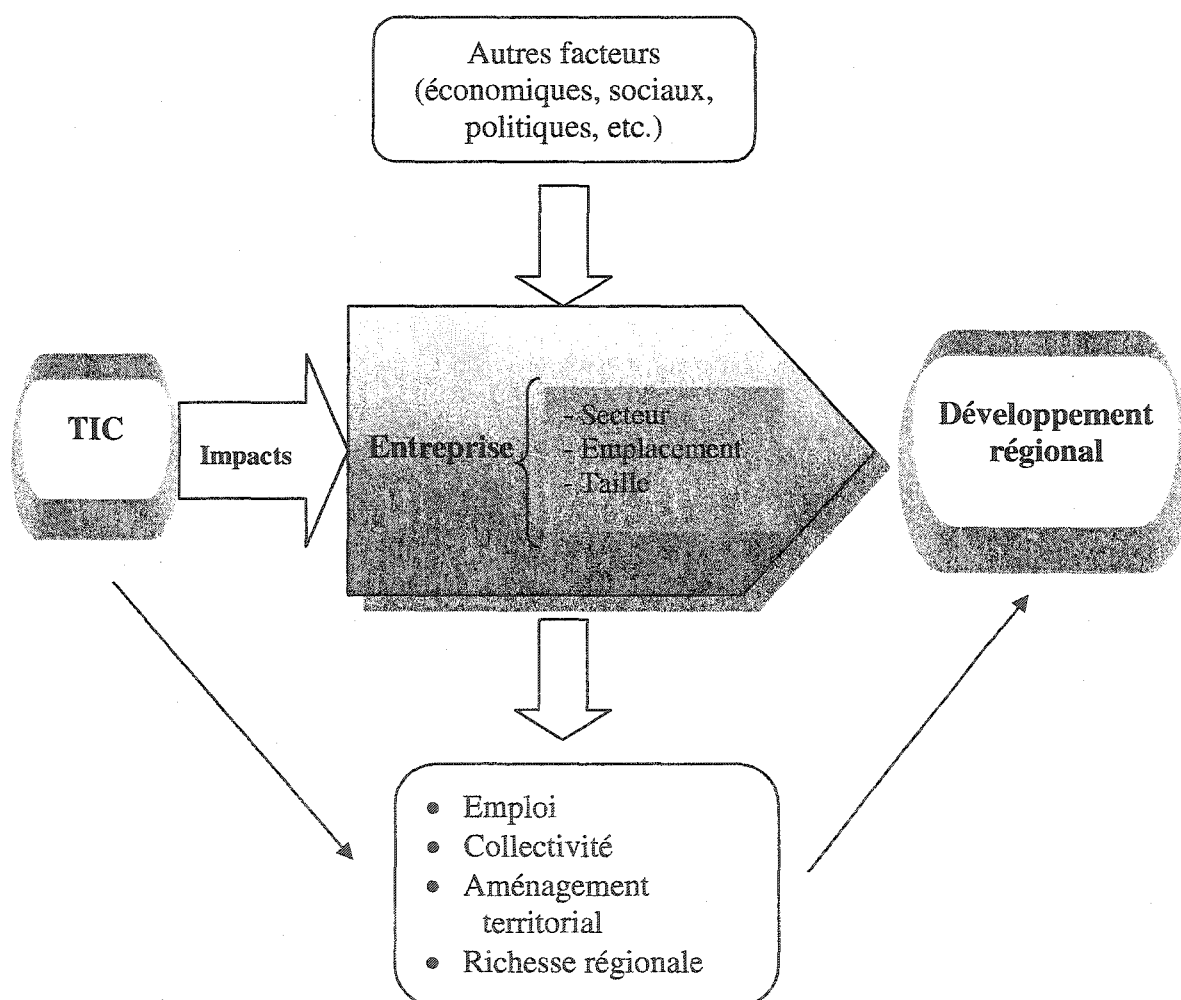 Autres facteurs
(économiques, sociaux,
politiques, etc.)
TIC
Impacts
Entreprise
- Secteur
- Emplacement
- Taille
Développement
régional
• Emploi
• Collectivité
• Aménagement
territorial
• Richesse régionale